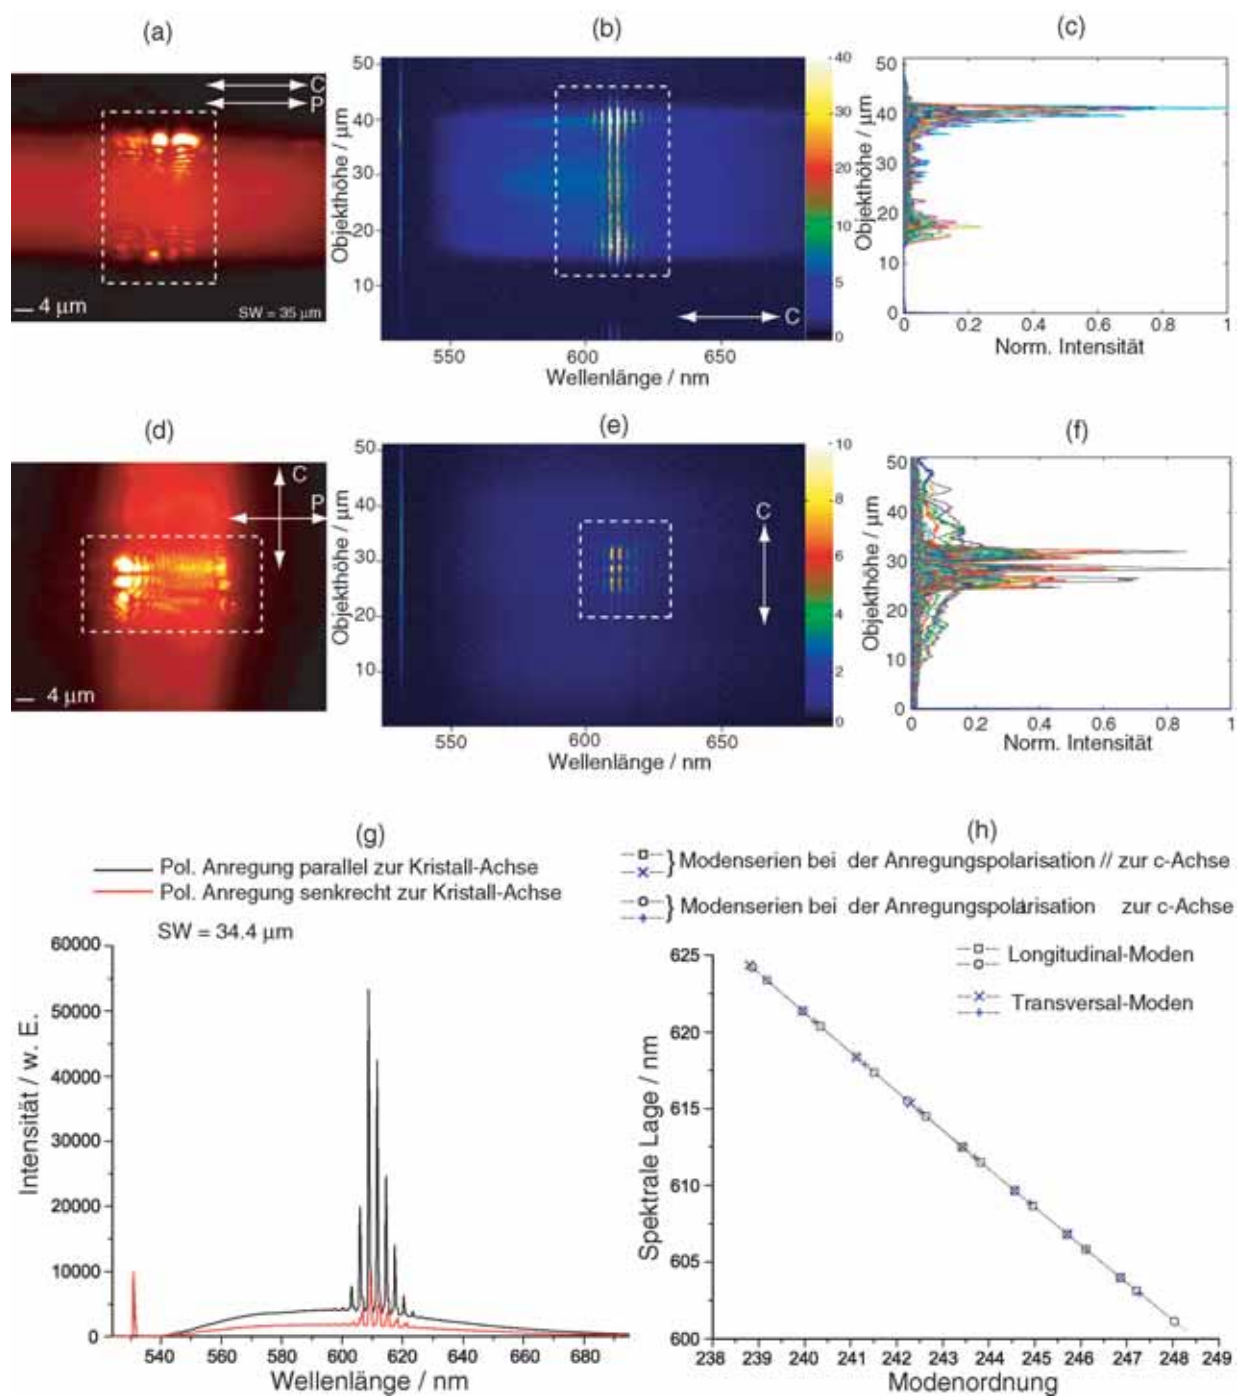 (a)
C
P
4 µm
SW = 35 µm
(b)
Objekthöhe / µm
50
40
30
20
10
550
600
650
Wellenlänge / nm
C
40
30
20
10
5
0
(c)
Objekthöhe / µm
50
40
30
20
10
0
0
0.2
0.4
0.6
0.8
1
Norm. Intensität
(d)
C
P
4 µm
(e)
Objekthöhe / µm
50
40
30
20
10
550
600
650
Wellenlänge / nm
C
10
8
6
4
2
0
(f)
Objekthöhe / µm
50
40
30
20
10
0
0
0.2
0.4
0.6
0.8
1
Norm. Intensität
(g)
Pol. Anregung parallel zur Kristall-Achse
Pol. Anregung senkrecht zur Kristall-Achse
SW = 34.4 µm
Intensität / w. E.
60000
50000
40000
30000
20000
10000
0
540
560
580
600
620
640
660
680
Wellenlänge / nm
(h)
}Modenserien bei der Anregungspolarisation // zur c-Achse
}Modenserien bei der Anregungspolarisation ⊥ zur c-Achse
Longitudinal-Moden
Transversal-Moden
Spektrale Lage / nm
625
620
615
610
605
600
238
239
240
241
242
243
244
245
246
247
248
249
Modenordnung